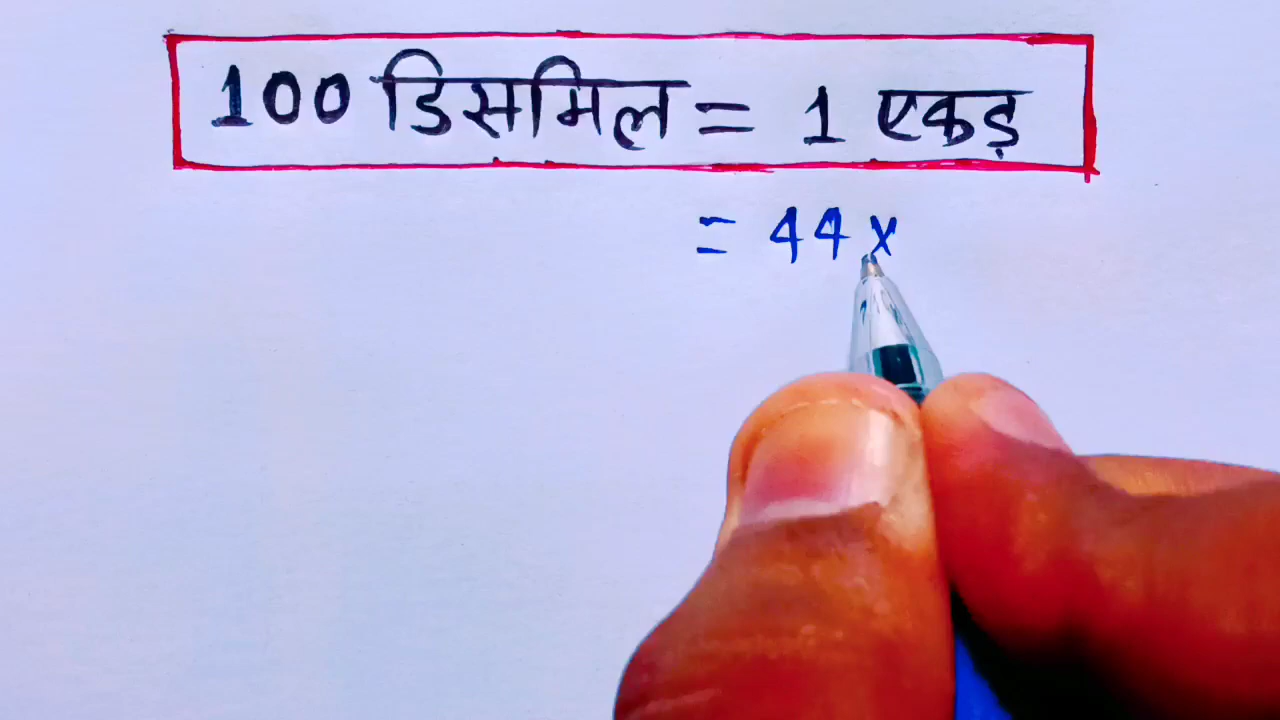 100 डिसमिल = 1 एकड़
= 44 x